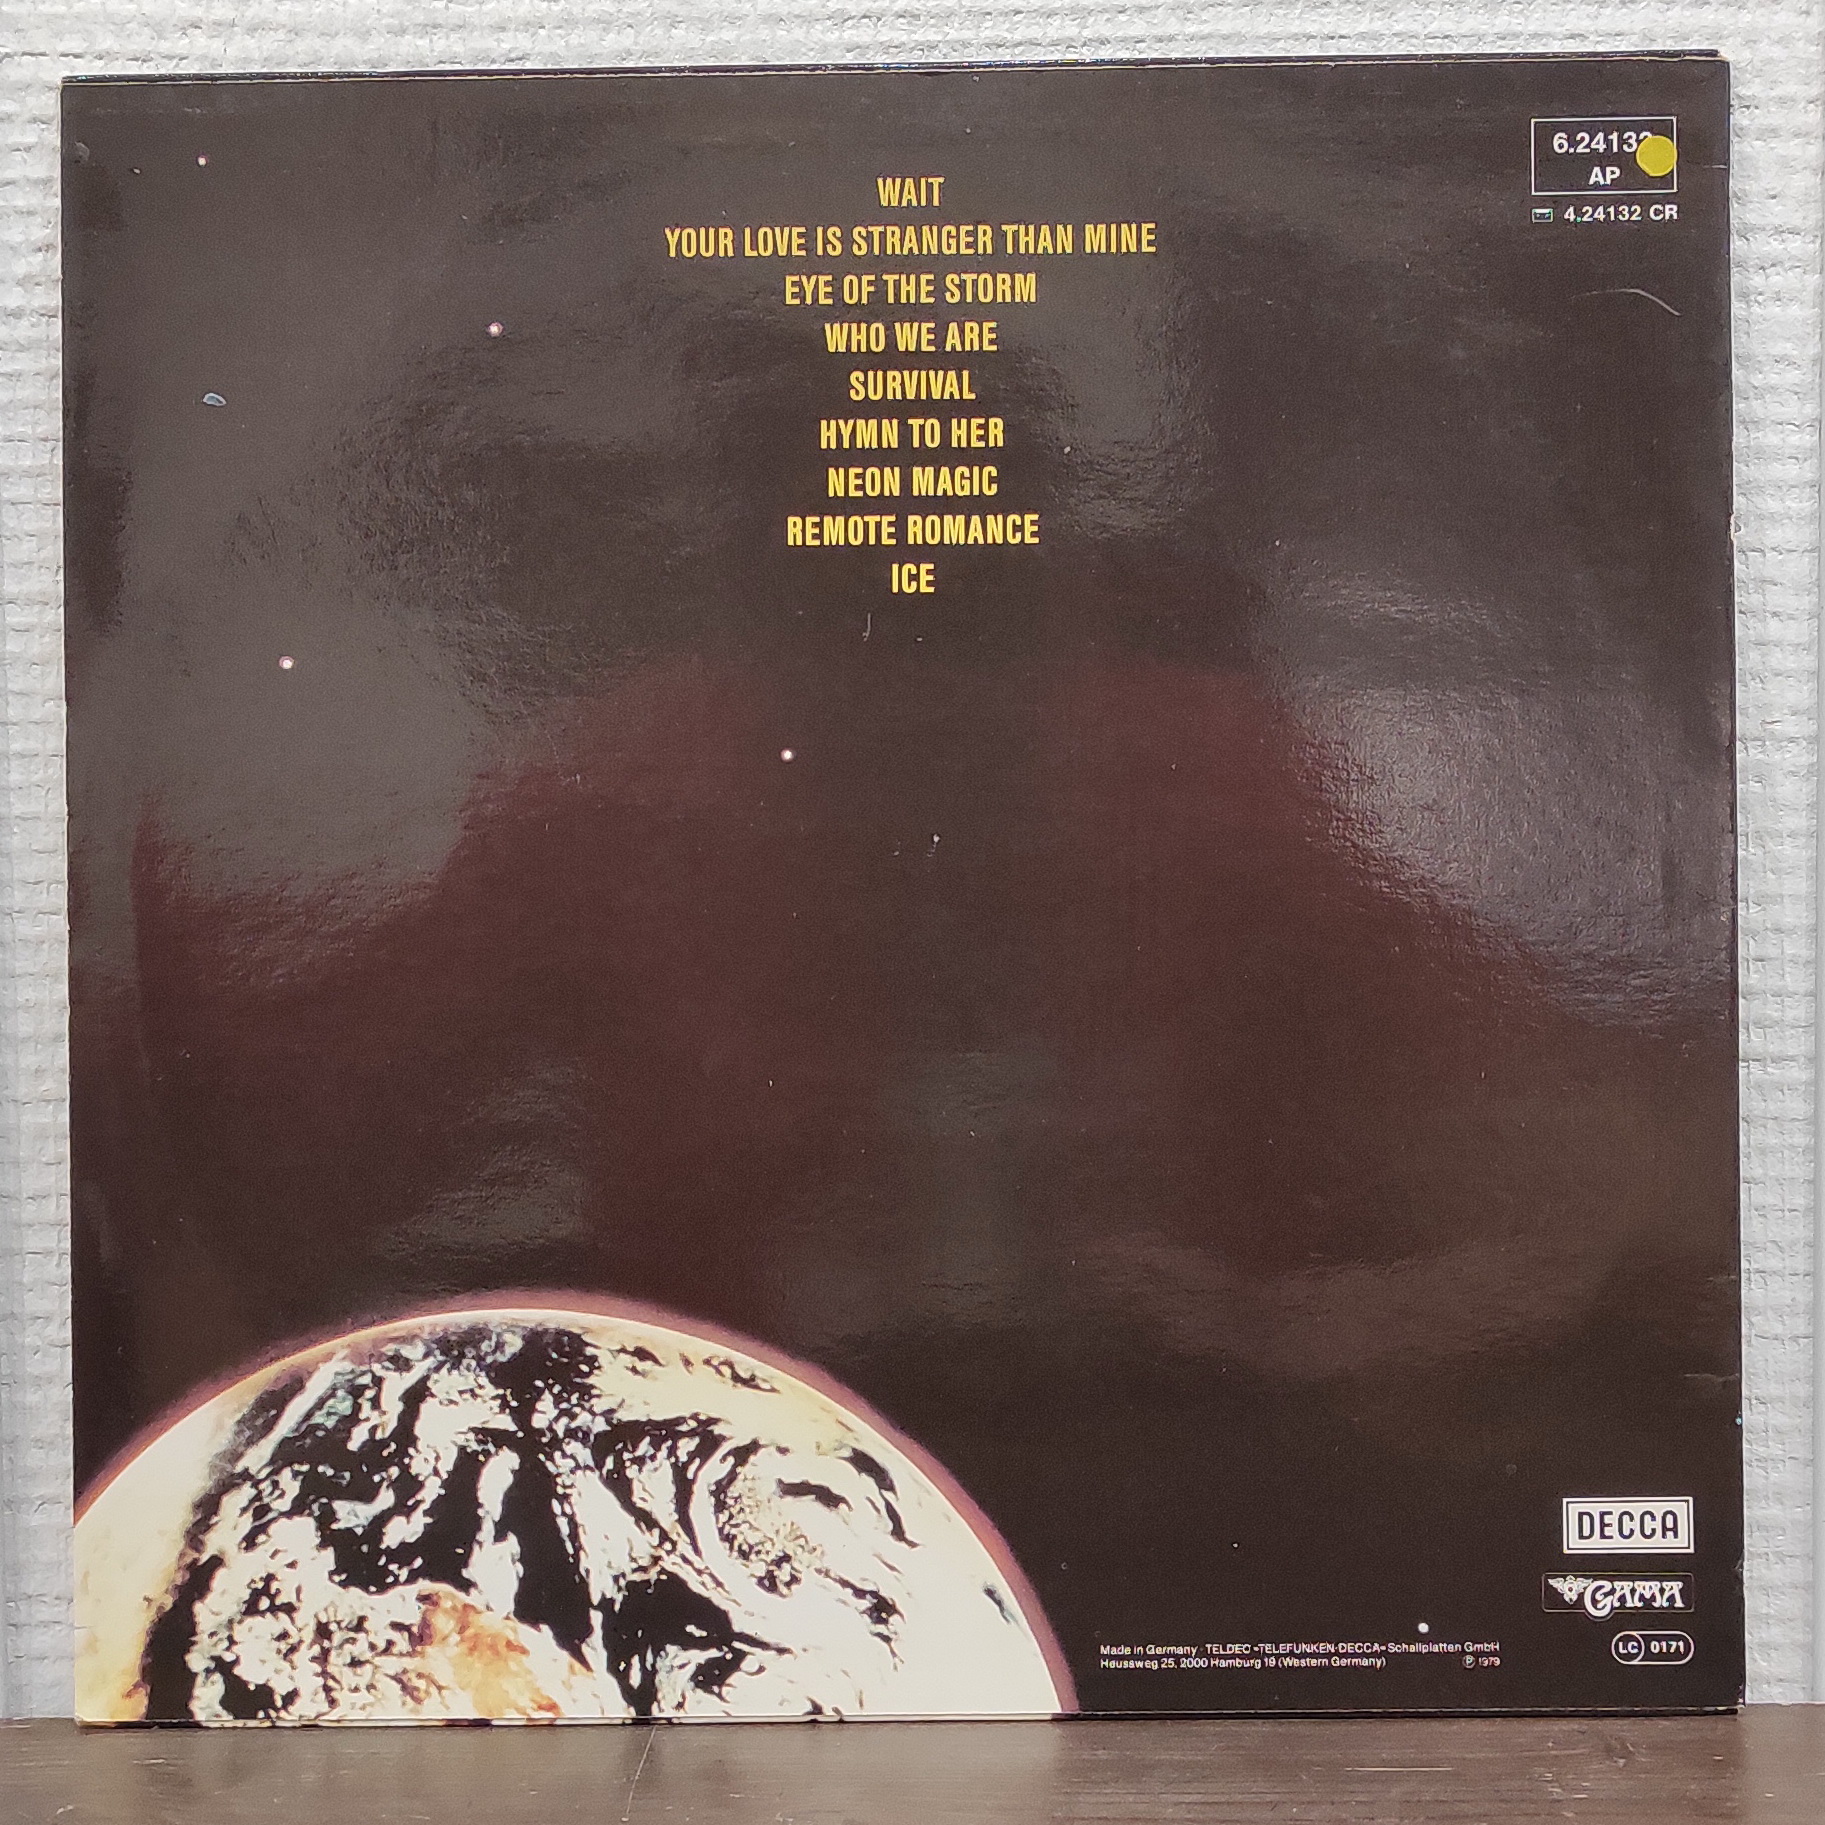 WAIT
YOUR LOVE IS STRANGER THAN MINE
EYE OF THE STORM
WHO WE ARE
SURVIVAL
HYMN TO HER
NEON MAGIC
REMOTE ROMANCE
ICE
6.2413
AP
4.24132 CR
DECCA
GAMA
LC 0171
Made in Germany · TELDEC »TELEFUNKEN·DECCA« Schallplatten GmbH
Heussweg 25, 2000 Hamburg 19 (Western Germany) Ⓟ 1979